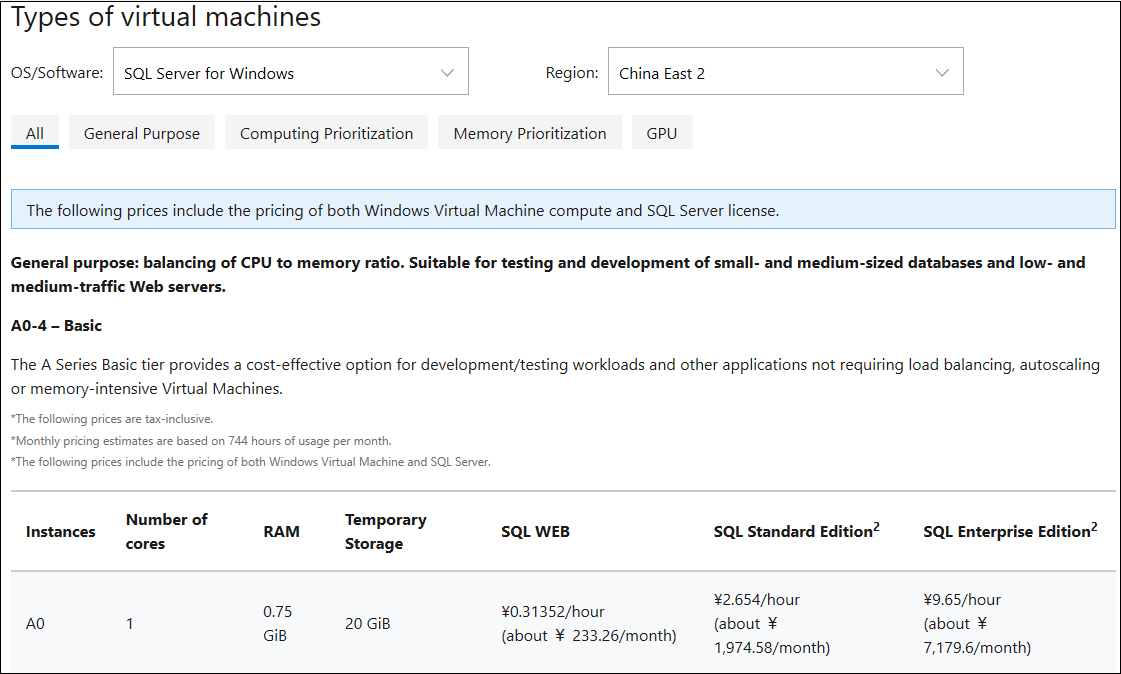 Types of virtual machines
OS/Software: SQL Server for Windows Region: China East 2
All General Purpose Computing Prioritization Memory Prioritization GPU
The following prices include the pricing of both Windows Virtual Machine compute and SQL Server license.
General purpose: balancing of CPU to memory ratio. Suitable for testing and development of small- and medium-sized databases and low- and
medium-traffic Web servers.
A0-4 – Basic
The A Series Basic tier provides a cost-effective option for development/testing workloads and other applications not requiring load balancing, autoscaling
or memory-intensive Virtual Machines.
*The following prices are tax-inclusive.
*Monthly pricing estimates are based on 744 hours of usage per month.
*The following prices include the pricing of both Windows Virtual Machine and SQL Server.
Instances
Number of
cores
RAM
Temporary
Storage
SQL WEB
SQL Standard Edition²
SQL Enterprise Edition²
A0
1
0.75
GiB
20 GiB
¥0.31352/hour
(about ¥ 233.26/month)
¥2.654/hour
(about ¥
1,974.58/month)
¥9.65/hour
(about ¥
7,179.6/month)